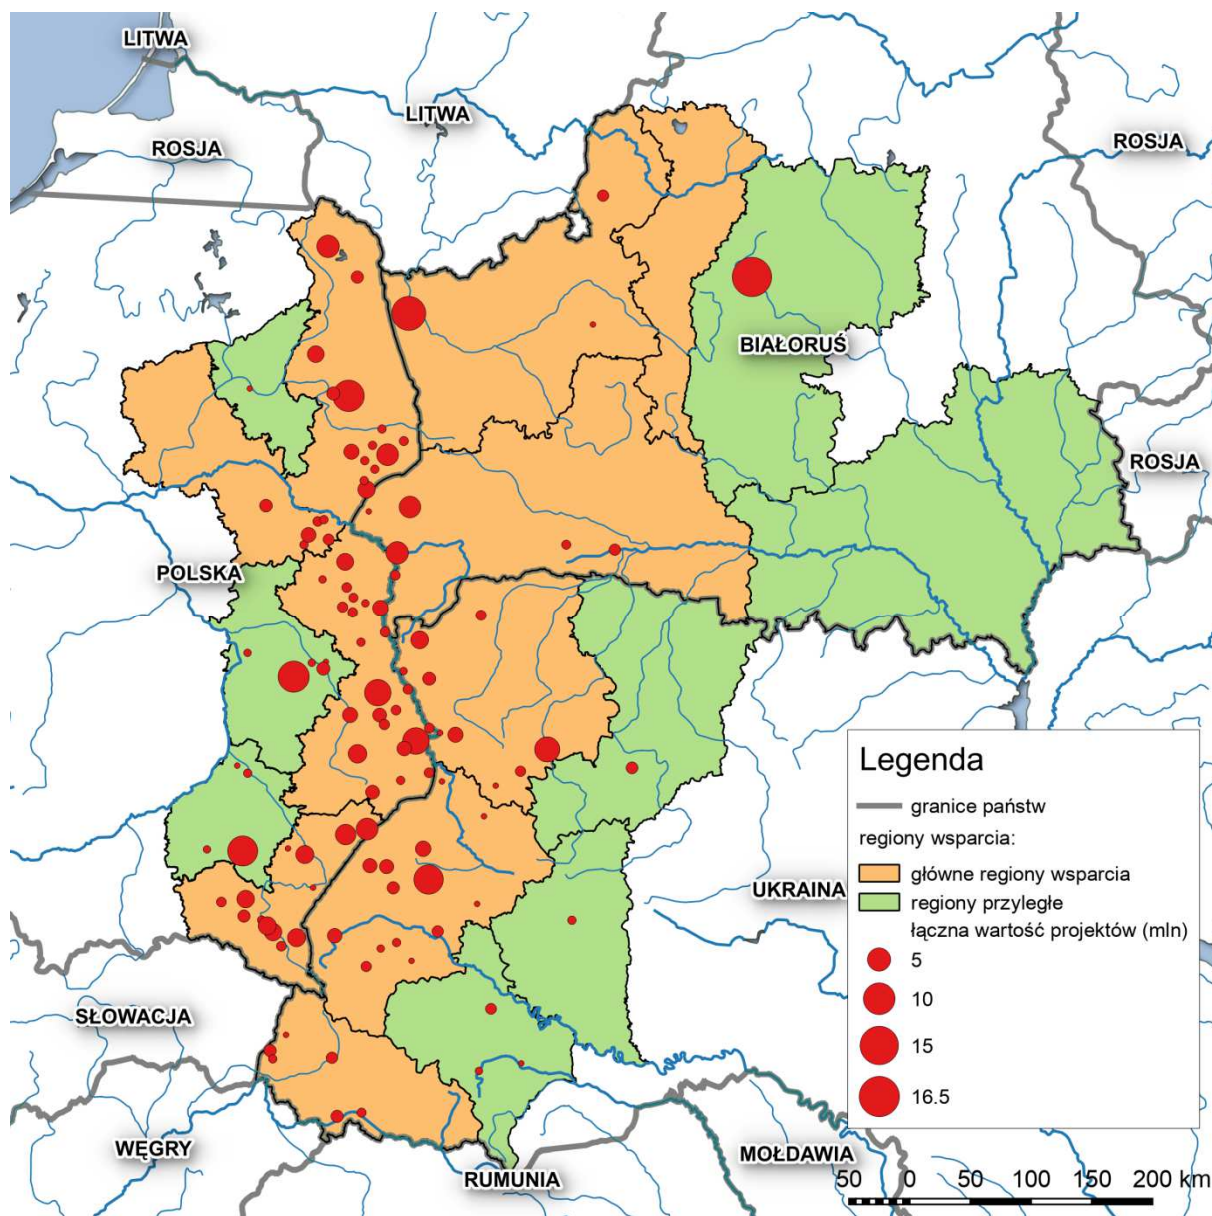 LITWA
LITWA
ROSJA
ROSJA
BIAŁORUŚ
ROSJA
POLSKA
Legenda
granice państw
regiony wsparcia:
główne regiony wsparcia
regiony przyległe
łączna wartość projektów (mln)
5
10
15
16.5
UKRAINA
SŁOWACJA
WĘGRY
RUMUNIA
MOŁDAWIA
50 0 50 100 150 200 km